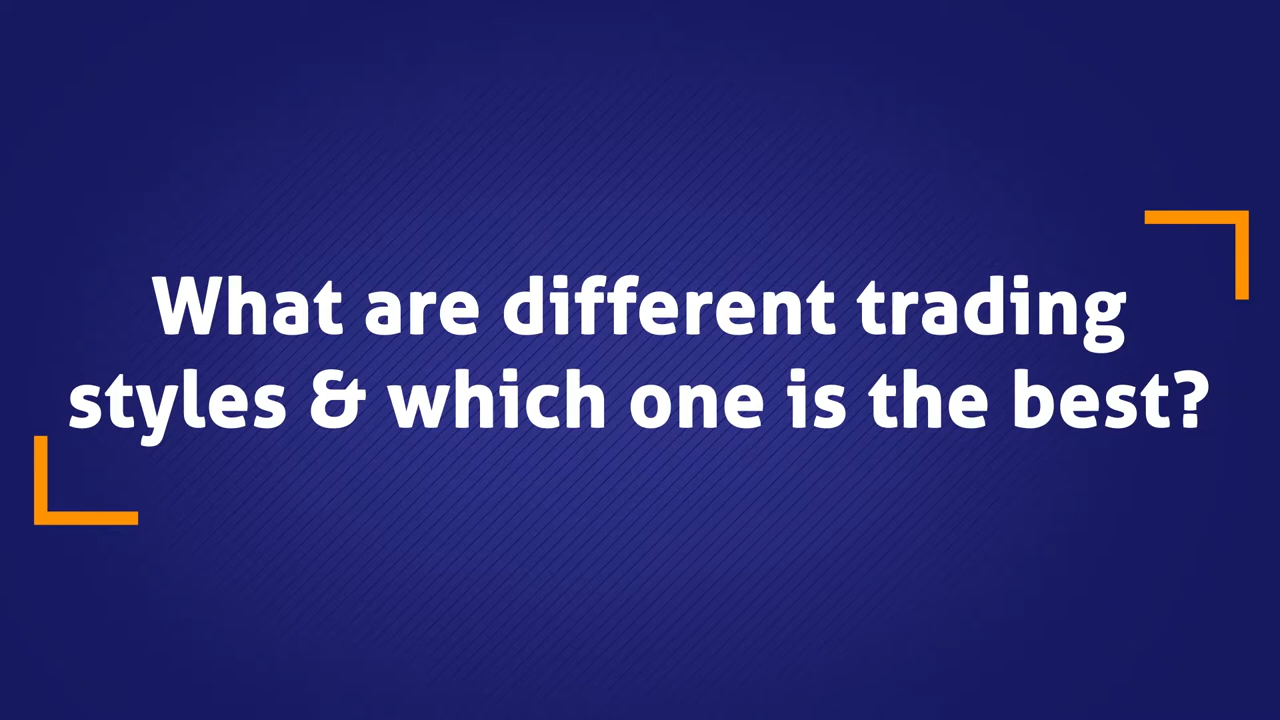 What are different trading
styles & which one is the best?